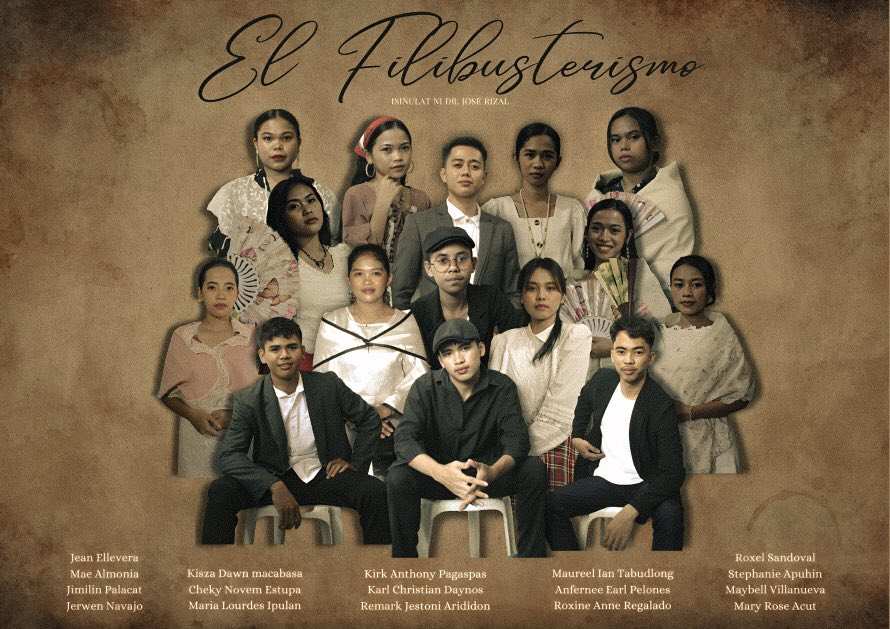 El Filibusterismo
ISINULAT NI DR. JOSE RIZAL
Jean Ellevera
Mae Almonia
Jimilin Palacat
Jerwen Navajo
Kisza Dawn macabasa
Cheky Novem Estupa
Maria Lourdes Ipulan
Kirk Anthony Pagaspas
Karl Christian Daynos
Remark Jestoni Arididon
Maureel Ian Tabudlong
Anfernee Earl Pelones
Roxine Anne Regalado
Roxel Sandoval
Stephanie Apuhin
Maybell Villanueva
Mary Rose Acut